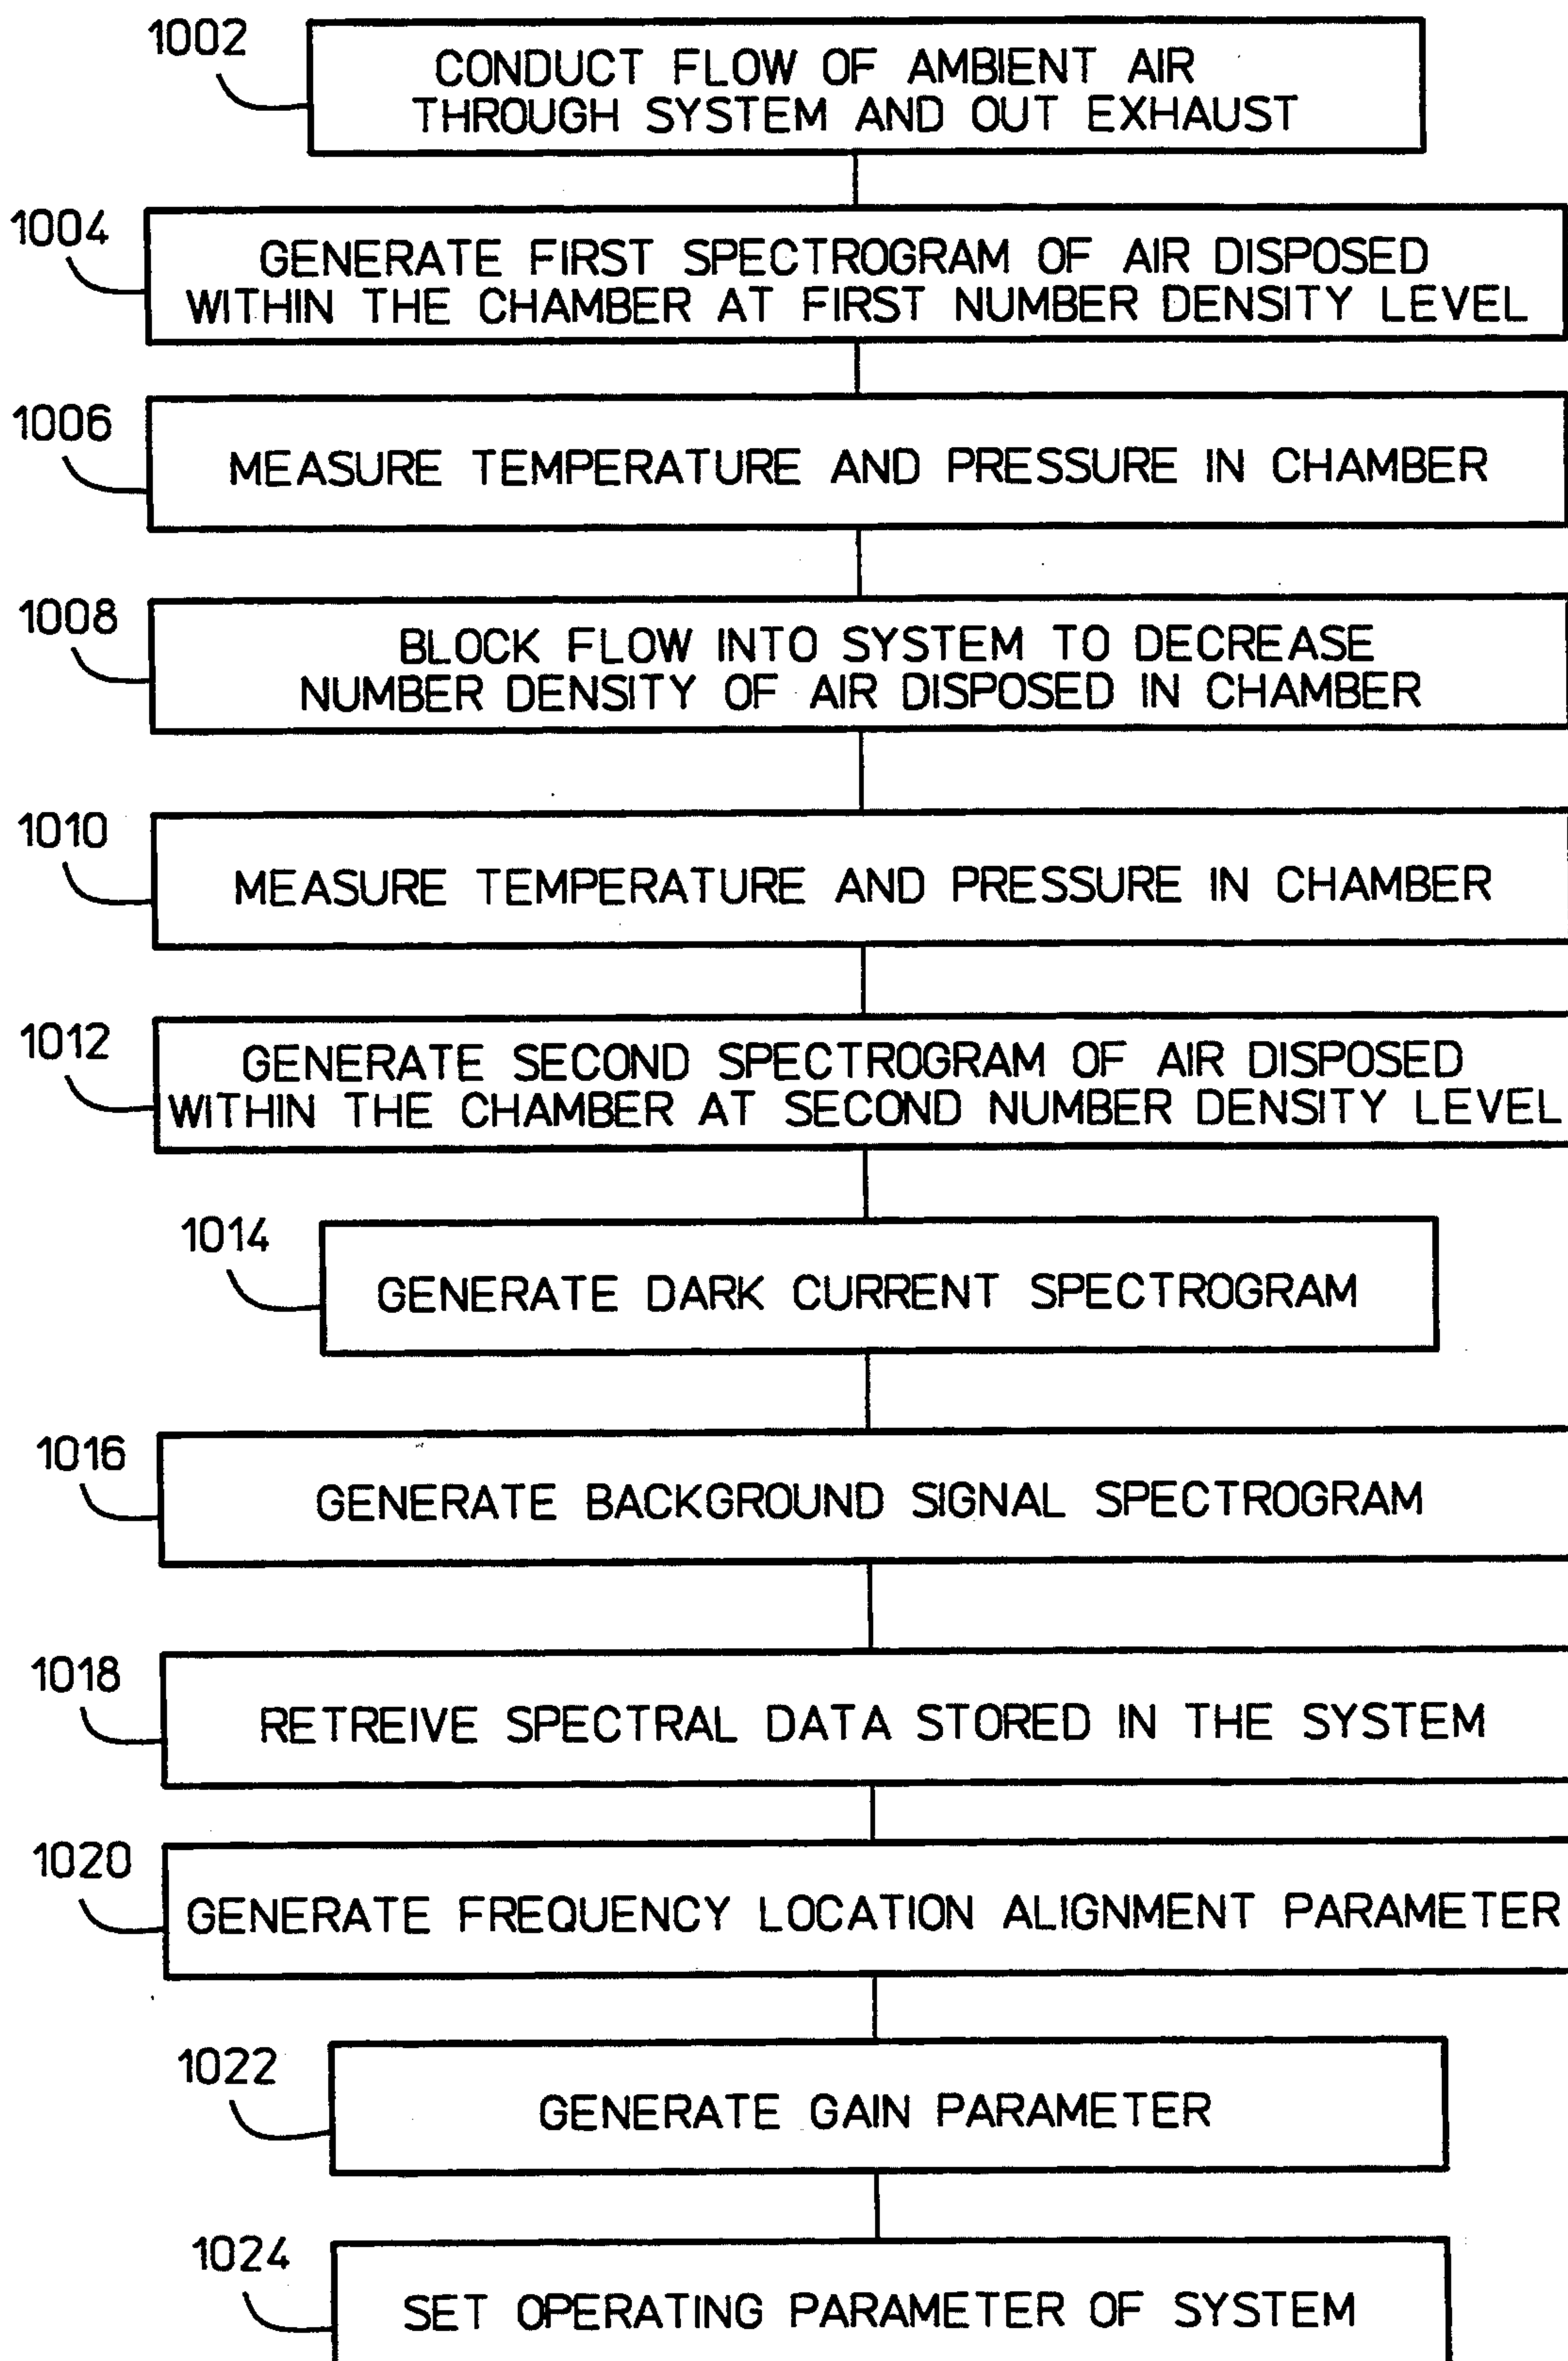 1002
CONDUCT FLOW OF AMBIENT AIR
THROUGH SYSTEM AND OUT EXHAUST
1004
GENERATE FIRST SPECTROGRAM OF AIR DISPOSED
WITHIN THE CHAMBER AT FIRST NUMBER DENSITY LEVEL
1006
MEASURE TEMPERATURE AND PRESSURE IN CHAMBER
1008
BLOCK FLOW INTO SYSTEM TO DECREASE
NUMBER DENSITY OF AIR DISPOSED IN CHAMBER
1010
MEASURE TEMPERATURE AND PRESSURE IN CHAMBER
1012
GENERATE SECOND SPECTROGRAM OF AIR DISPOSED
WITHIN THE CHAMBER AT SECOND NUMBER DENSITY LEVEL
1014
GENERATE DARK CURRENT SPECTROGRAM
1016
GENERATE BACKGROUND SIGNAL SPECTROGRAM
1018
RETREIVE SPECTRAL DATA STORED IN THE SYSTEM
1020
GENERATE FREQUENCY LOCATION ALIGNMENT PARAMETER
1022
GENERATE GAIN PARAMETER
1024
SET OPERATING PARAMETER OF SYSTEM